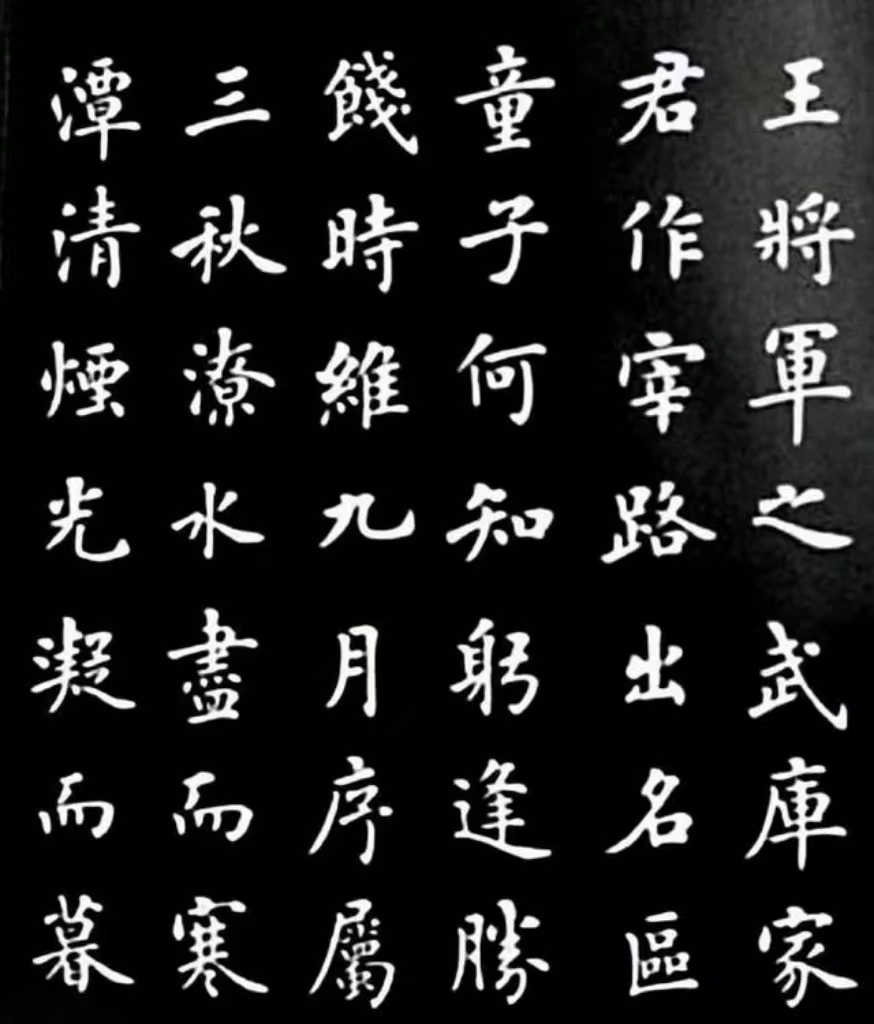 王將軍之武庫家
君作宰路出名區
童子何知躬逢勝
餞時維九月序屬
三秋潦水盡而寒
潭清煙光凝而暮